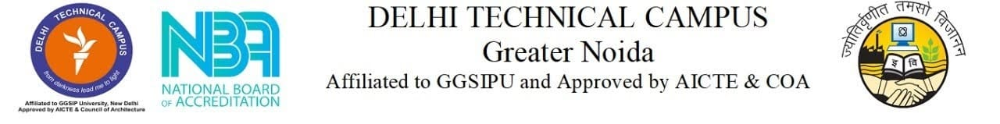 DELHI TECHNICAL CAMPUS
from darkness lead me to light
Affiliated to GGSIP University, New Delhi
Approved by AICTE & Council of Architecture
NBA
NATIONAL BOARD
OF ACCREDITATION
DELHI TECHNICAL CAMPUS
Greater Noida
Affiliated to GGSIPU and Approved by AICTE & COA
ज्योतिर्वृणीत तमसो विजानन
इ वि